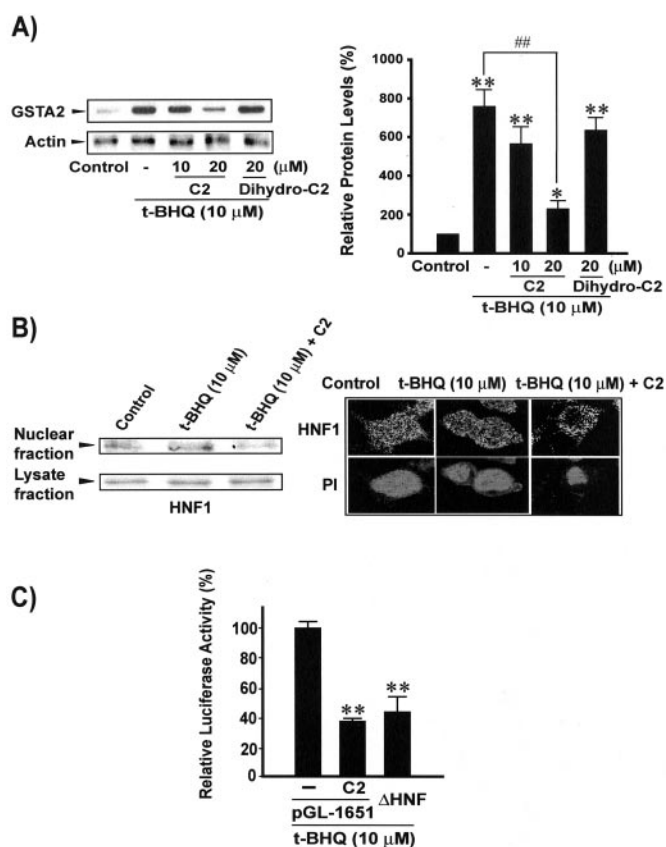 A)
GSTA2
Actin
Control - 10 20 20 (μM)
C2 Dihydro-C2
t-BHQ (10 μM)
Relative Protein Levels (%)
1000
800
600
400
200
0
##
** ** * **
Control - 10 20 20 (μM)
C2 Dihydro-C2
t-BHQ (10 μM)
B)
Control
t-BHQ (10 μM)
t-BHQ (10 μM) + C2
Nuclear
fraction
Lysate
fraction
HNF1
Control t-BHQ (10 μM) t-BHQ (10 μM) + C2
HNF1
PI
C)
Relative Luciferase Activity (%)
100
80
60
40
20
0
** **
– C2 ΔHNF
pGL-1651
t-BHQ (10 μM)